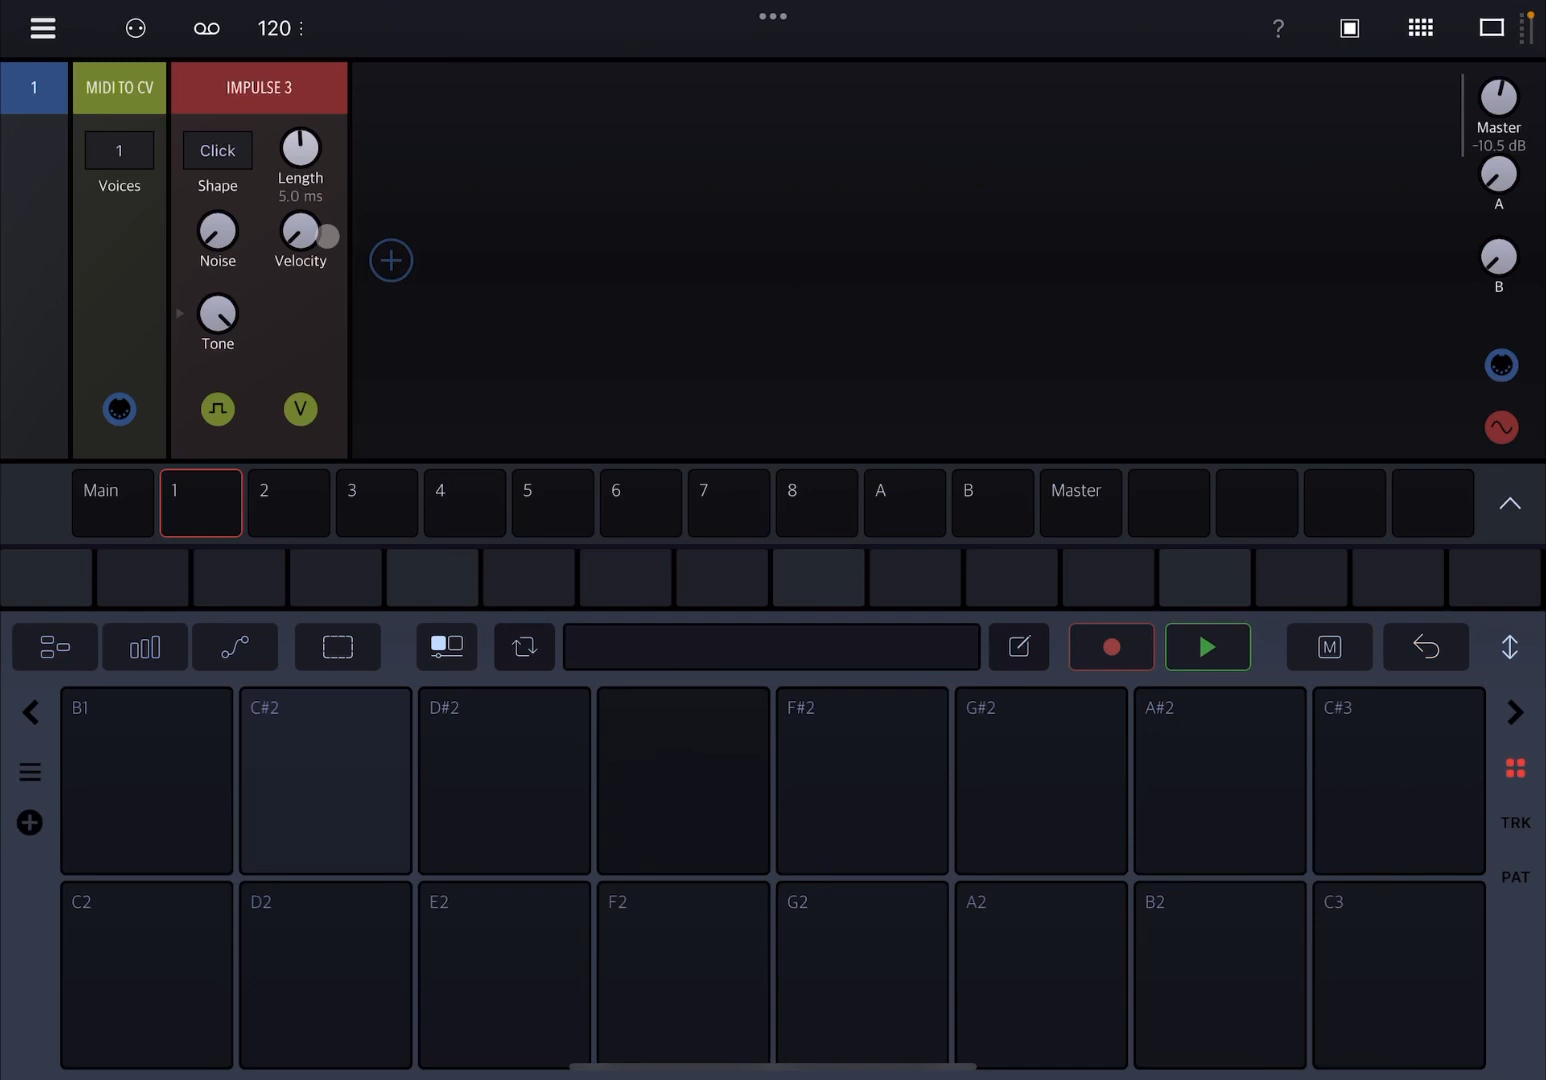 120
?
1
MIDI TO CV
IMPULSE 3
1
Voices
Click
Shape
Length
5.0 ms
Noise
Velocity
Tone
V
Master
-10.5 dB
A
B
Main
1
2
3
4
5
6
7
8
A
B
Master
M
B1
C#2
D#2
F#2
G#2
A#2
C#3
TRK
PAT
C2
D2
E2
F2
G2
A2
B2
C3